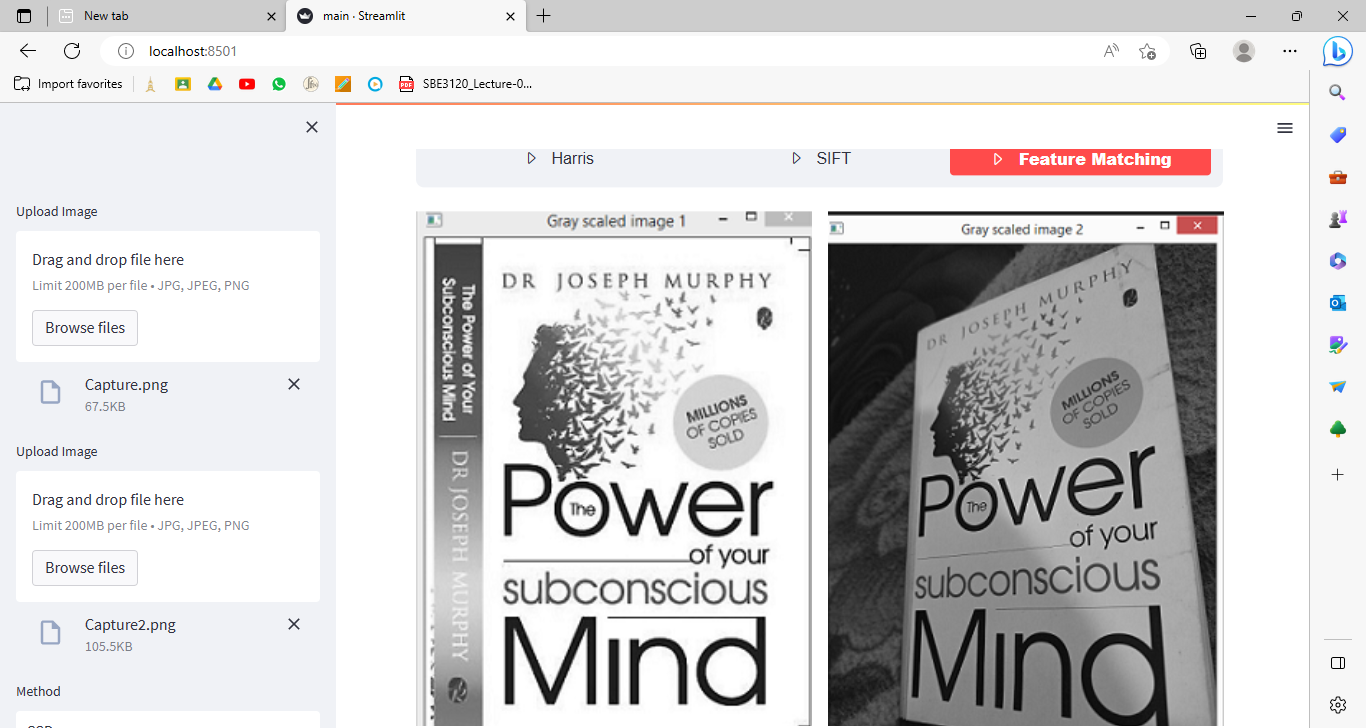 New tab
main · Streamlit
localhost:8501
Import favorites
SBE3120_Lecture-0...
Upload Image
Drag and drop file here
Limit 200MB per file • JPG, JPEG, PNG
Browse files
Capture.png
67.5KB
Upload Image
Drag and drop file here
Limit 200MB per file • JPG, JPEG, PNG
Browse files
Capture2.png
105.5KB
Method
Harris
SIFT
Feature Matching
Gray scaled image 1
The Power of Your
Subconscious Mind
DR JOSEPH MURPHY
DR JOSEPH MURPHY
MILLIONS
OF COPIES
SOLD
The
Power
of your
subconscious
Mind
Gray scaled image 2
DR JOSEPH MURPHY
MILLIONS
OF COPIES
SOLD
The
Power
of your
subconscious
Mind